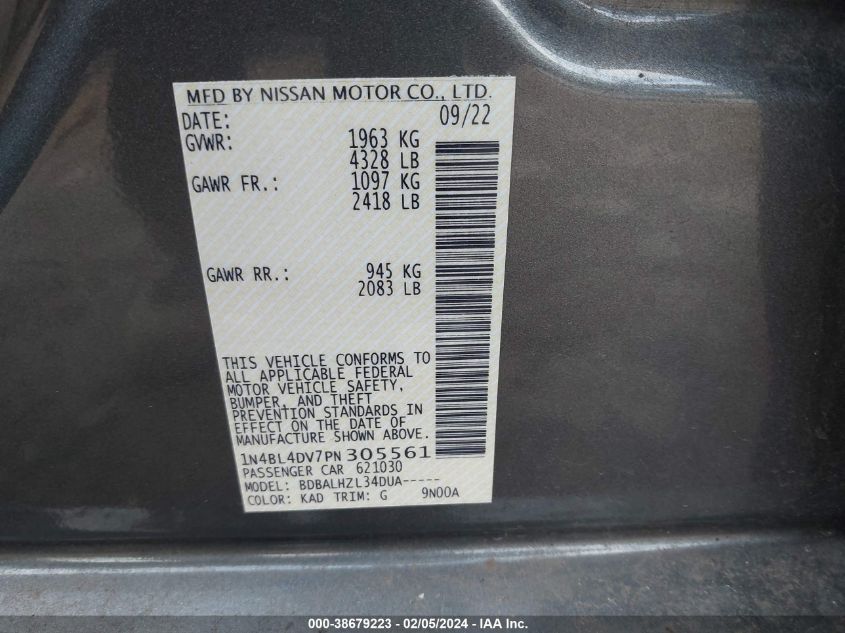 MFD BY NISSAN MOTOR CO., LTD.
DATE: 09/22
GVWR: 1963 KG
4328 LB
GAWR FR.: 1097 KG
2418 LB
GAWR RR.: 945 KG
2083 LB
THIS VEHICLE CONFORMS TO
ALL APPLICABLE FEDERAL
MOTOR VEHICLE SAFETY,
BUMPER, AND THEFT
PREVENTION STANDARDS IN
EFFECT ON THE DATE OF
MANUFACTURE SHOWN ABOVE.
1N4BL4DV7PN305561
PASSENGER CAR 621030
MODEL: BDBALHZL34DUA-----
COLOR: KAD TRIM: G 9N00A
000-38679223 - 02/05/2024 - IAA Inc.